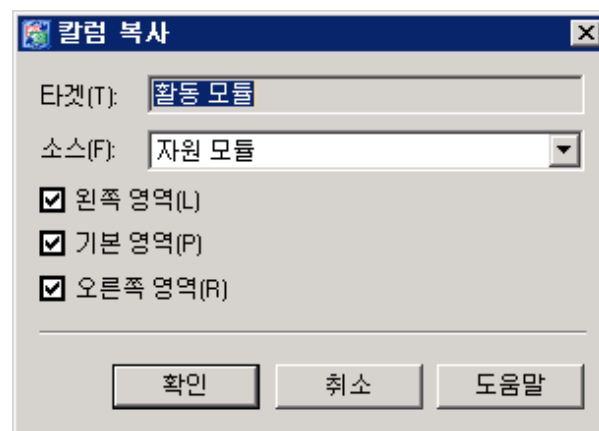 칼럼 복사
타겟(T): 활동 모듈
소스(F): 자원 모듈
왼쪽 영역(L)
기본 영역(P)
오른쪽 영역(R)
확인 취소 도움말